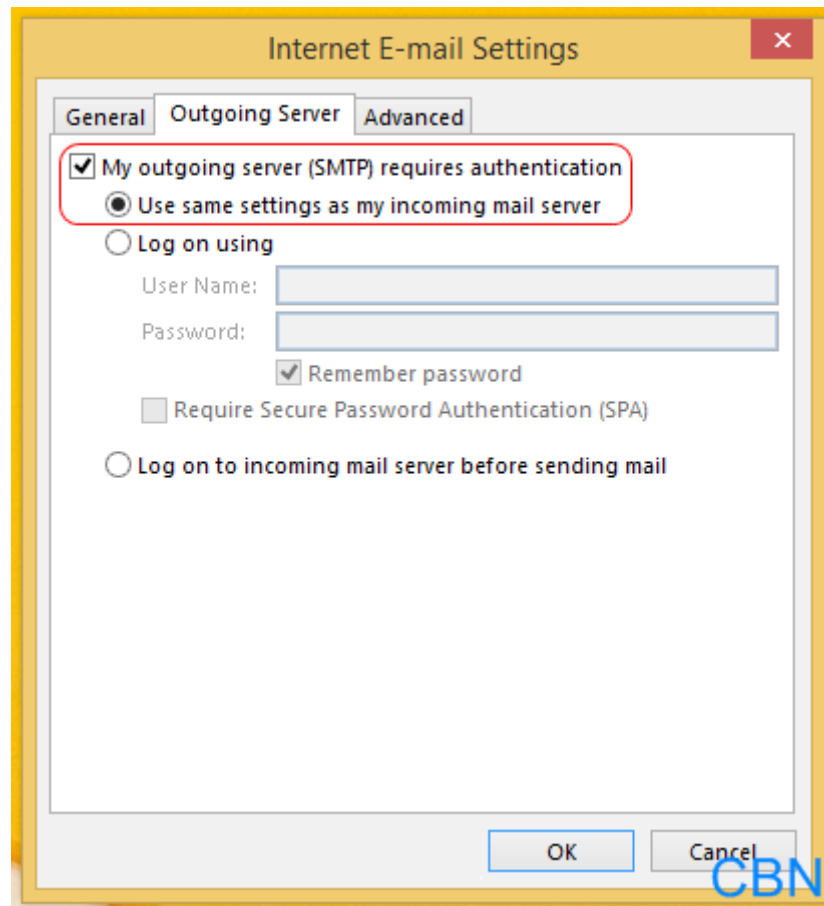 Internet E-mail Settings
General Outgoing Server Advanced
My outgoing server (SMTP) requires authentication
Use same settings as my incoming mail server
Log on using
User Name:
Password:
Remember password
Require Secure Password Authentication (SPA)
Log on to incoming mail server before sending mail
OK Cancel
CBN